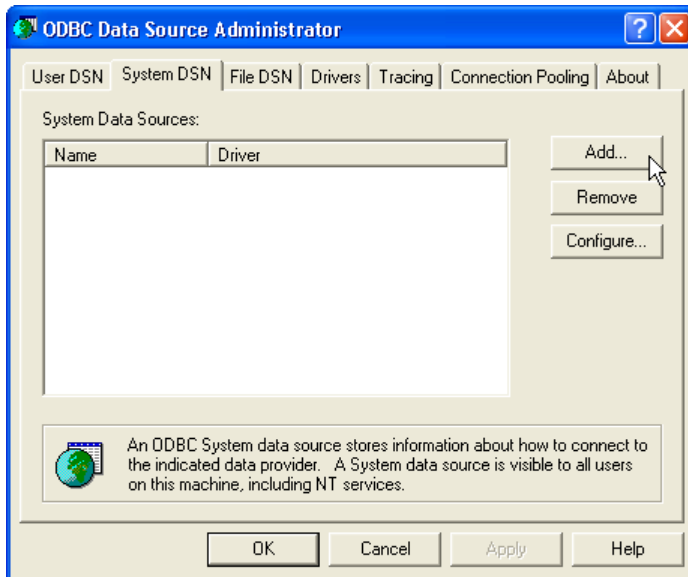 ODBC Data Source Administrator
User DSN System DSN File DSN Drivers Tracing Connection Pooling About
System Data Sources:
Name Driver
Add...
Remove
Configure...
An ODBC System data source stores information about how to connect to
the indicated data provider. A System data source is visible to all users
on this machine, including NT services.
OK Cancel Apply Help